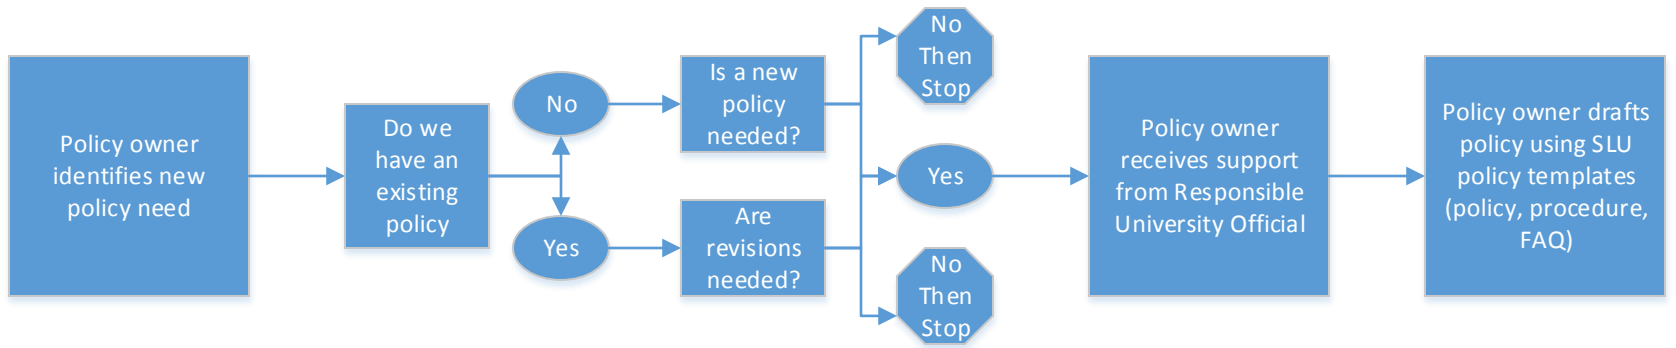 Policy owner
identifies new
policy need
Do we
have an
existing
policy
No
Yes
Is a new
policy
needed?
Are
revisions
needed?
No
Then
Stop
Yes
No
Then
Stop
Policy owner
receives support
from Responsible
University Official
Policy owner drafts
policy using SLU
policy templates
(policy, procedure,
FAQ)